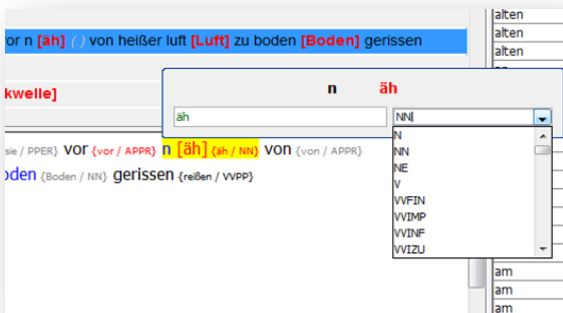 alten
or n [äh] (.) von heißer luft [Luft] zu boden [Boden] gerissen
alten
alten
n äh
kwelle]
äh NN
N
sie / PPER} vor {vor / APPR} n [äh] {äh / NN} von {von / APPR}
NN
oden {Boden / NN} gerissen {reißen / VVPP}
NE
V
VVFIN
VVIMP
VVINF
VVIZU
am
am
am